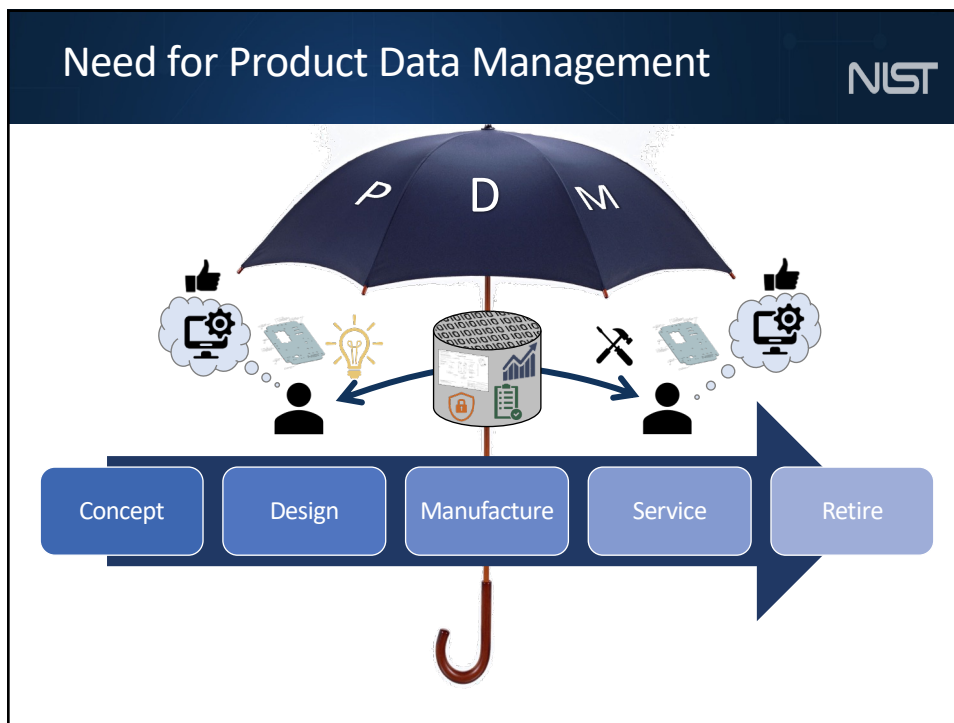 Need for Product Data Management
NIST
P D M
Concept
Design
Manufacture
Service
Retire